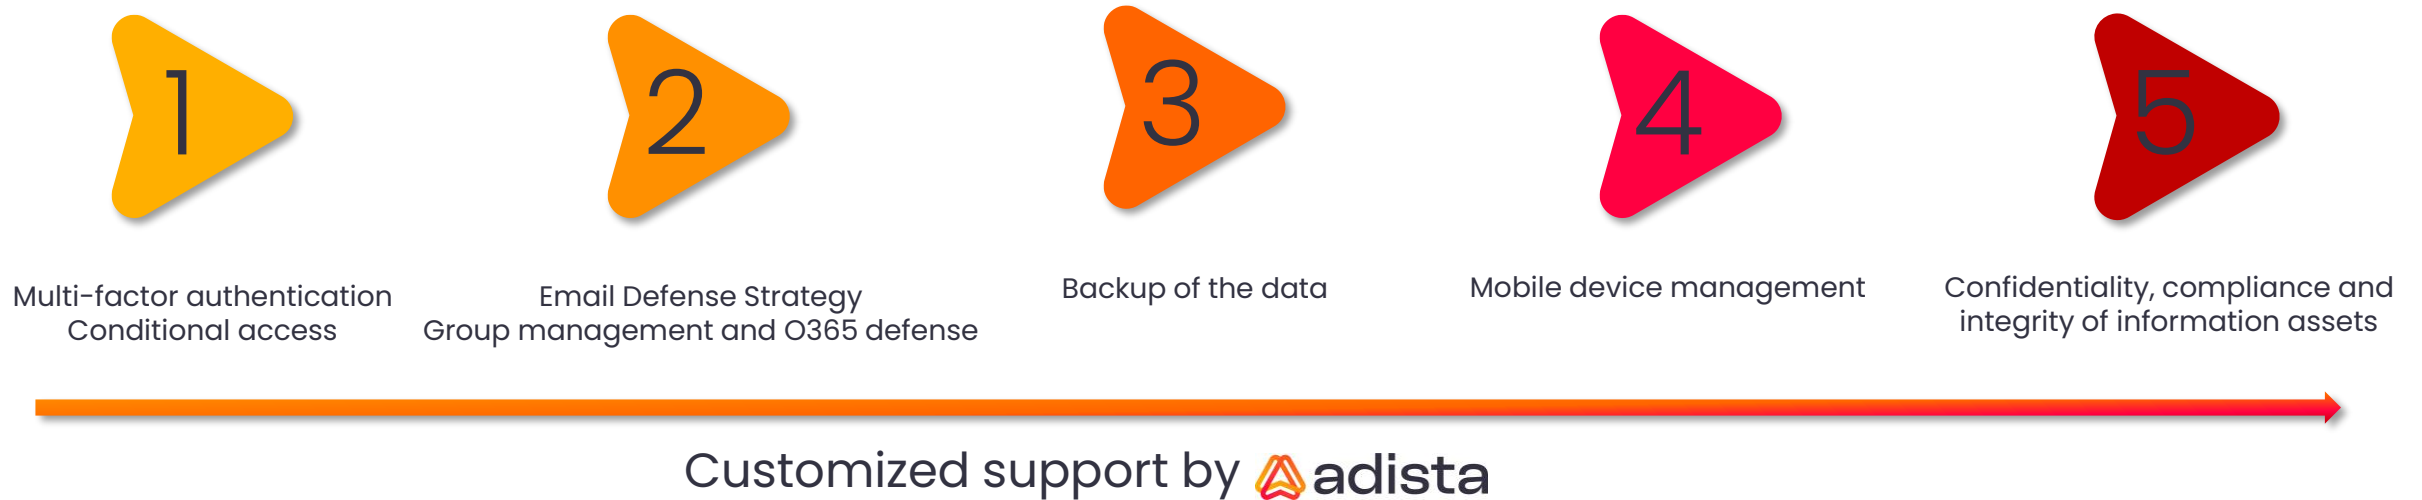 1
2
3
4
5
Multi-factor authentication
Conditional access
Email Defense Strategy
Group management and O365 defense
Backup of the data
Mobile device management
Confidentiality, compliance and
integrity of information assets
Customized support by adista